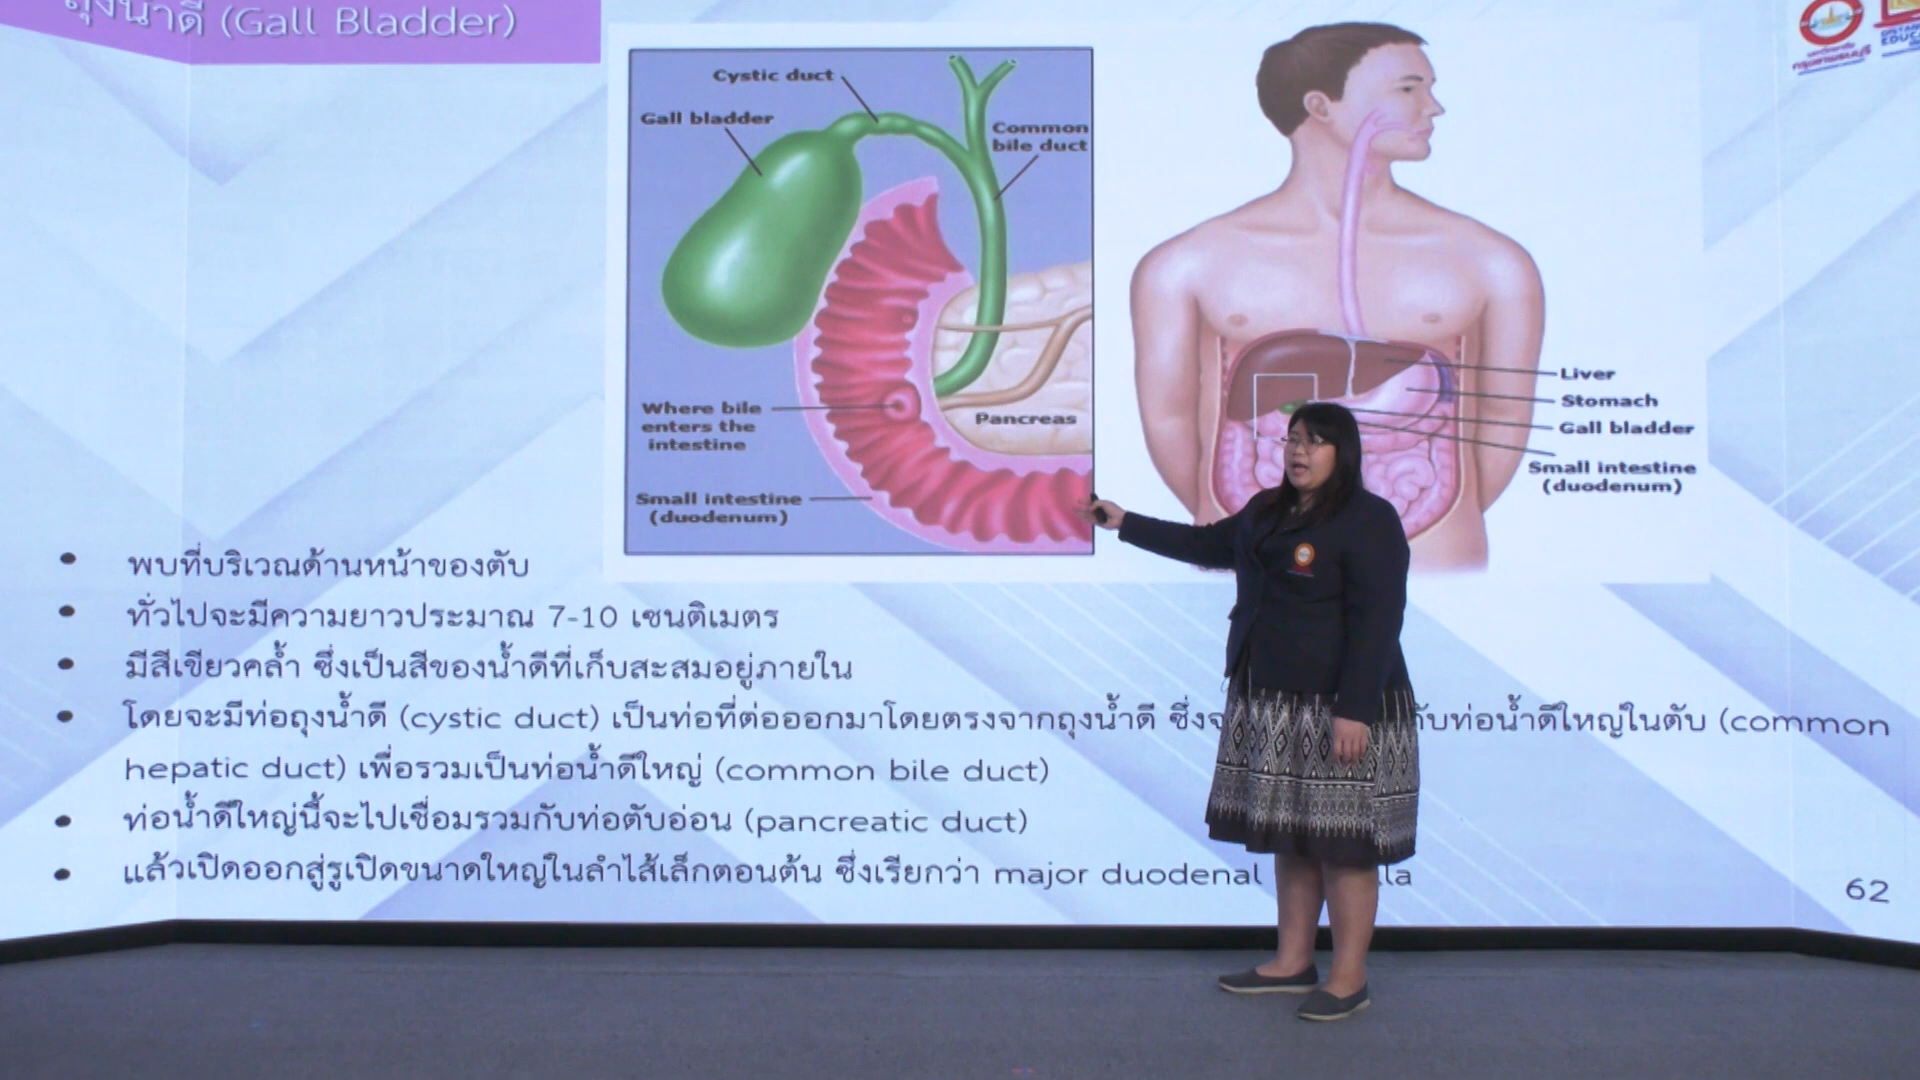 ถุงน้ำดี (Gall Bladder)
Cystic duct
Gall bladder
Common
bile duct
Where bile
enters the
intestine
Pancreas
Small intestine
(duodenum)
Liver
Stomach
Gall bladder
Small intestine
(duodenum)
• พบที่บริเวณด้านหน้าของตับ
• ทั่วไปจะมีความยาวประมาณ 7-10 เซนติเมตร
• มีสีเขียวคล้ำ ซึ่งเป็นสีของน้ำดีที่เก็บสะสมอยู่ภายใน
• โดยจะมีท่อถุงน้ำดี (cystic duct) เป็นท่อที่ต่อออกมาโดยตรงจากถุงน้ำดี กับท่อน้ำดีใหญ่ในตับ (common
hepatic duct) เพื่อรวมเป็นท่อน้ำดีใหญ่ (common bile duct)
• ท่อน้ำดีใหญ่นี้จะไปเชื่อมรวมกับท่อตับอ่อน (pancreatic duct)
• แล้วเปิดออกสู่รูเปิดขนาดใหญ่ในลำไส้เล็กตอนต้น ซึ่งเรียกว่า major duodenal
62